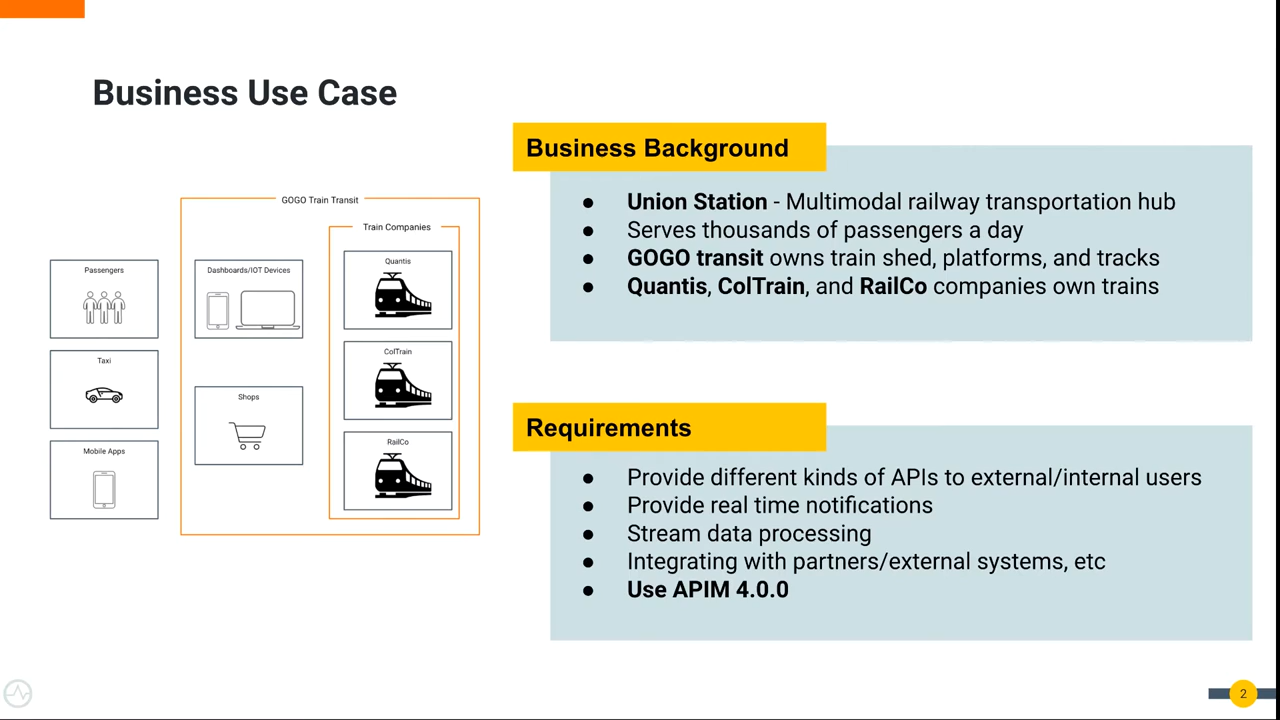 Business Use Case
GOGO Train Transit
Train Companies
Passengers
Dashboards/IOT Devices
Quantis
Taxi
ColTrain
Shops
Mobile Apps
RailCo
Business Background
● Union Station - Multimodal railway transportation hub
● Serves thousands of passengers a day
● GOGO transit owns train shed, platforms, and tracks
● Quantis, ColTrain, and RailCo companies own trains
Requirements
● Provide different kinds of APIs to external/internal users
● Provide real time notifications
● Stream data processing
● Integrating with partners/external systems, etc
● Use APIM 4.0.0
2